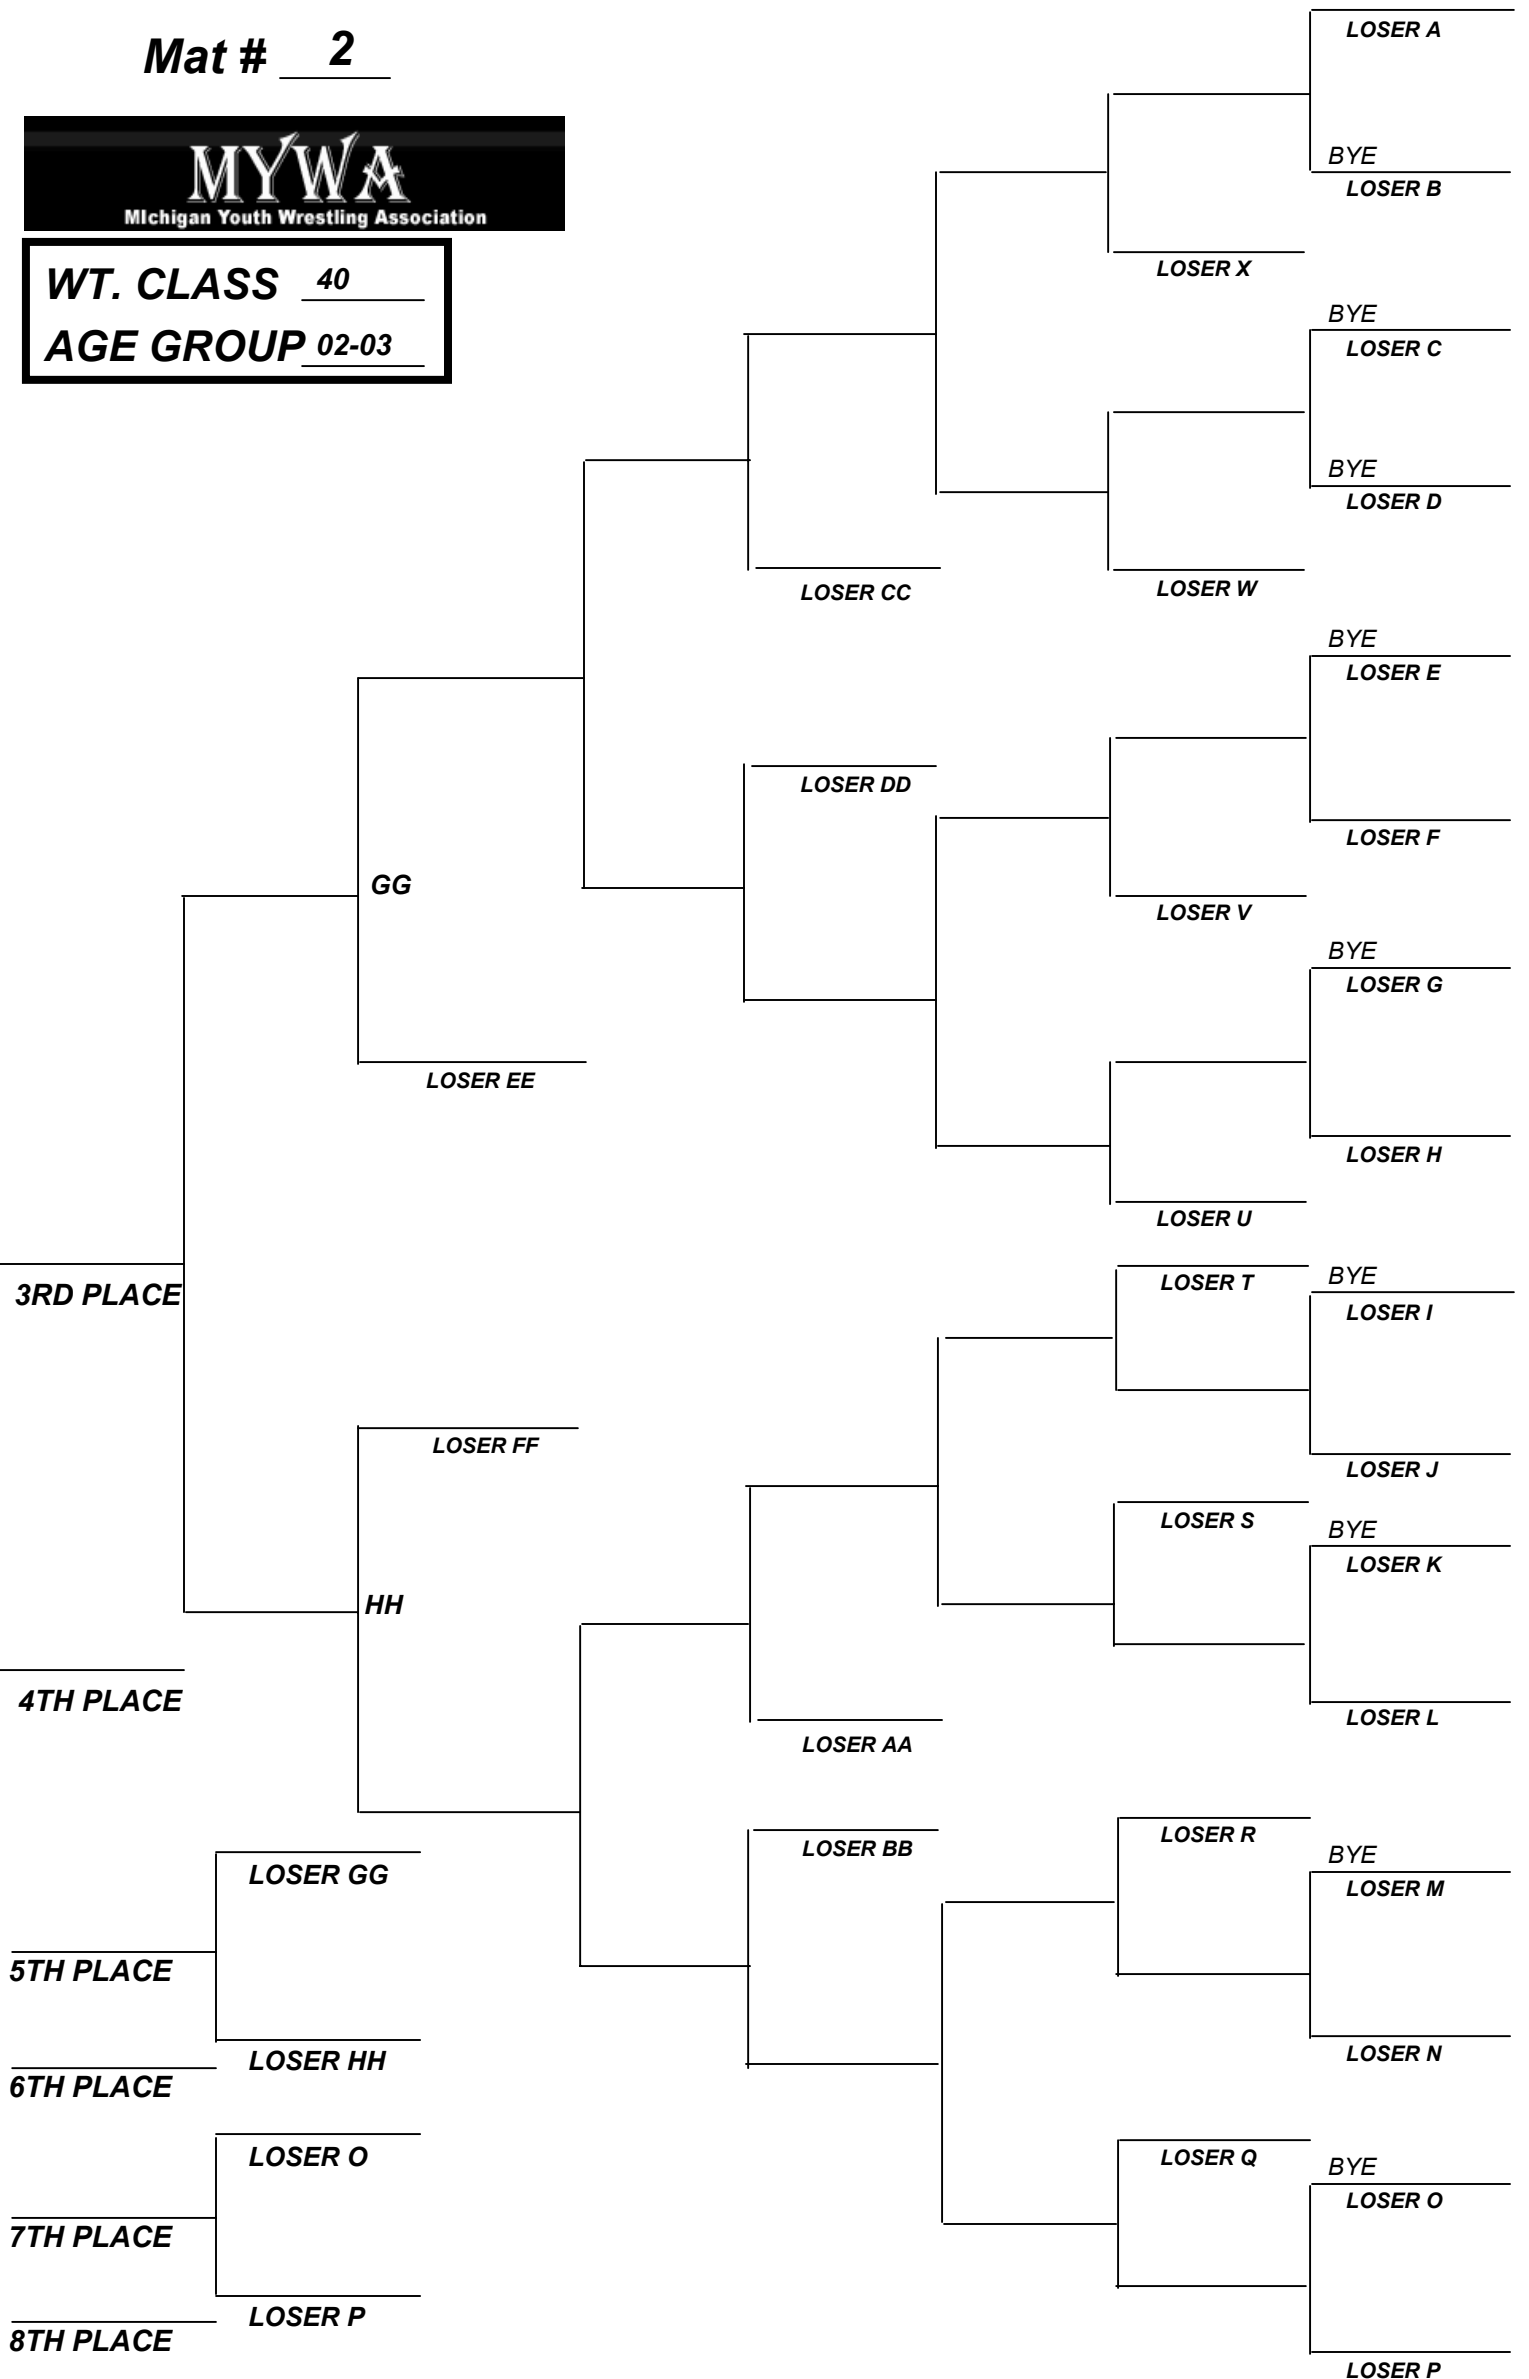 Mat # 2
MYWA
MIchigan Youth Wrestling Association
WT. CLASS 40
AGE GROUP 02-03
LOSER A
BYE
LOSER B
LOSER X
BYE
LOSER C
BYE
LOSER D
LOSER CC
LOSER W
BYE
LOSER E
LOSER DD
LOSER F
GG
LOSER V
BYE
LOSER G
LOSER EE
LOSER H
LOSER U
3RD PLACE
LOSER T
BYE
LOSER I
LOSER FF
LOSER J
LOSER S
BYE
LOSER K
HH
4TH PLACE
LOSER L
LOSER AA
LOSER BB
LOSER R
BYE
LOSER M
LOSER GG
5TH PLACE
LOSER N
LOSER HH
6TH PLACE
LOSER O
LOSER Q
BYE
LOSER O
7TH PLACE
LOSER P
8TH PLACE
LOSER P